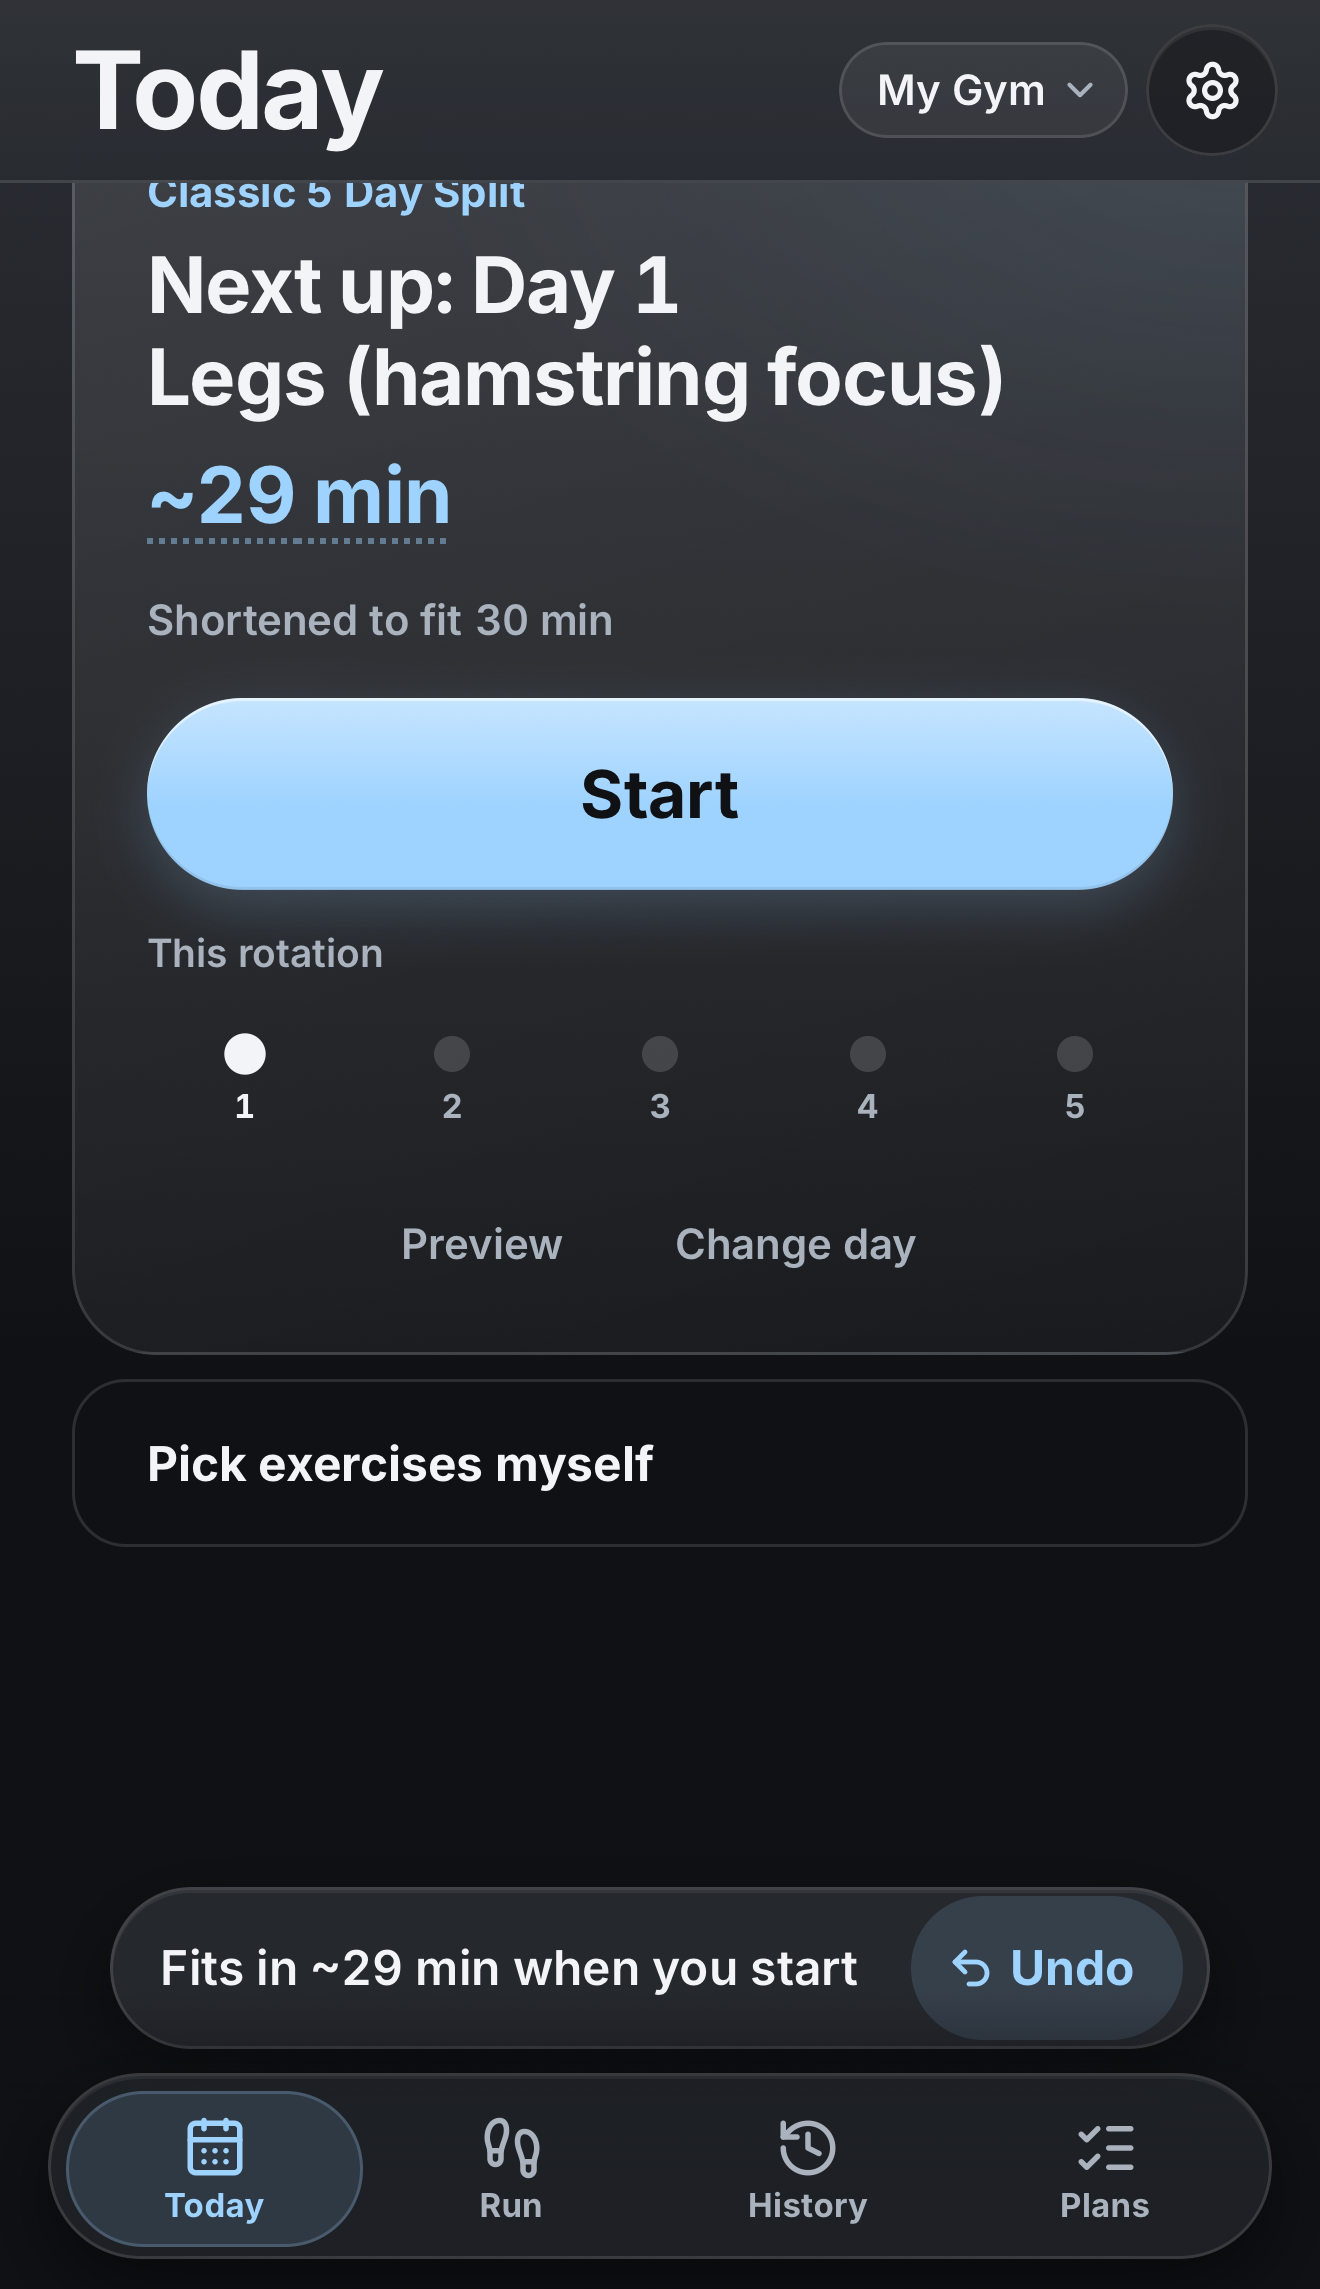 Today
My Gym
Classic 5 Day Split
Next up: Day 1
Legs (hamstring focus)
~29 min
Shortened to fit 30 min
Start
This rotation
1 2 3 4 5
Preview Change day
Pick exercises myself
Fits in ~29 min when you start Undo
Today Run History Plans